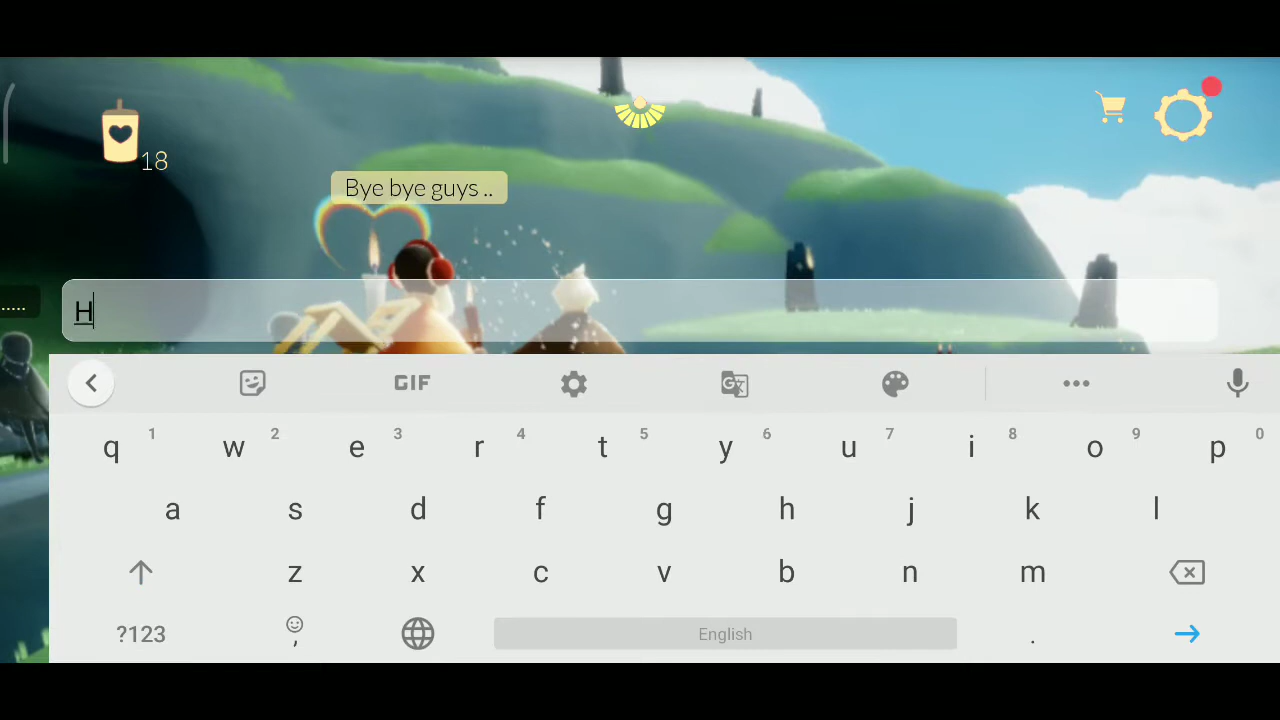 18
Bye bye guys ..
.....
H
GIF
q 1 w 2 e 3 r 4 t 5 y 6 u 7 i 8 o 9 p 0
a s d f g h j k l
z x c v b n m
?123 , English .